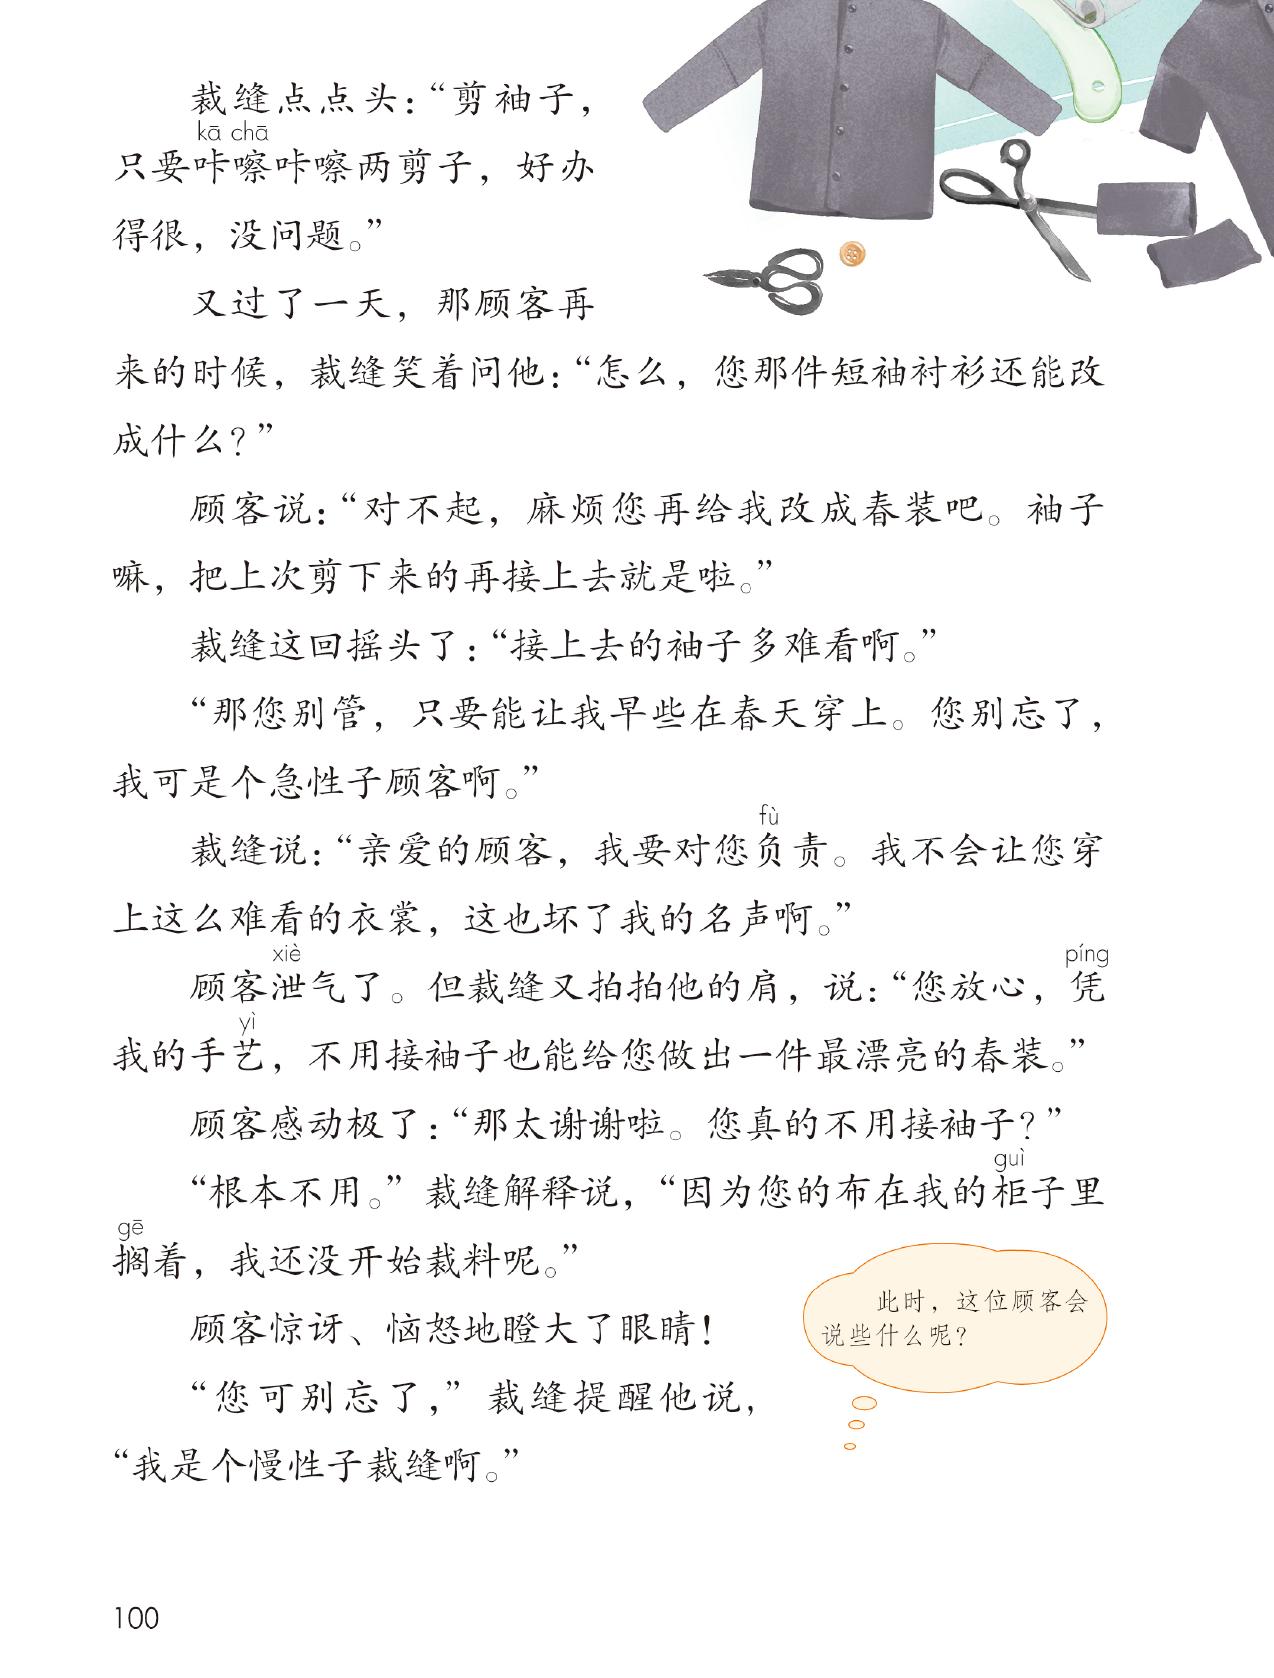 裁缝点点头：“剪袖子，
kā chā
只要咔嚓咔嚓两剪子，好办
得很，没问题。”
又过了一天，那顾客再
来的时候，裁缝笑着问他：“怎么，您那件短袖衬衫还能改
成什么？”
顾客说：“对不起，麻烦您再给我改成春装吧。袖子
嘛，把上次剪下来的再接上去就是啦。”
裁缝这回摇头了：“接上去的袖子多难看啊。”
“那您别管，只要能让我早些在春天穿上。您别忘了，
我可是个急性子顾客啊。”
fù
裁缝说：“亲爱的顾客，我要对您负责。我不会让您穿
上这么难看的衣裳，这也坏了我的名声啊。”
xiè píng
顾客泄气了。但裁缝又拍拍他的肩，说：“您放心，凭
yì
我的手艺，不用接袖子也能给您做出一件最漂亮的春装。”
顾客感动极了：“那太谢谢啦。您真的不用接袖子？”
guì
“根本不用。”裁缝解释说，“因为您的布在我的柜子里
gē
搁着，我还没开始裁料呢。”
顾客惊讶、恼怒地瞪大了眼睛！
“您可别忘了，”裁缝提醒他说，
“我是个慢性子裁缝啊。”
此时，这位顾客会
说些什么呢？
100